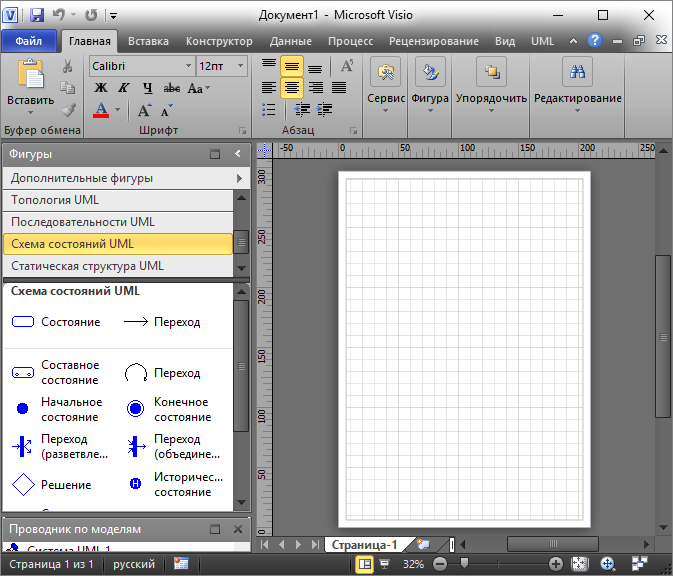 Документ1 - Microsoft Visio
Файл Главная Вставка Конструктор Данные Процесс Рецензирование Вид UML
Calibri 12пт
Вставить Ж К Ч abc Aa Сервис Фигура Упорядочить Редактирование
A A A
Буфер обмена Шрифт Абзац
Фигуры
Дополнительные фигуры
Топология UML
Последовательности UML
Схема состояний UML
Статическая структура UML
Схема состояний UML
Состояние Переход
Составное состояние Переход
Начальное состояние Конечное состояние
Переход (разветвле... Переход (объедине...
Решение Историчес... состояние
-50 0 50 100 150 200 250
300
250
200
150
100
50
0
Проводник по моделям
Система UML 1
Страница-1
Страница 1 из 1 русский 32%